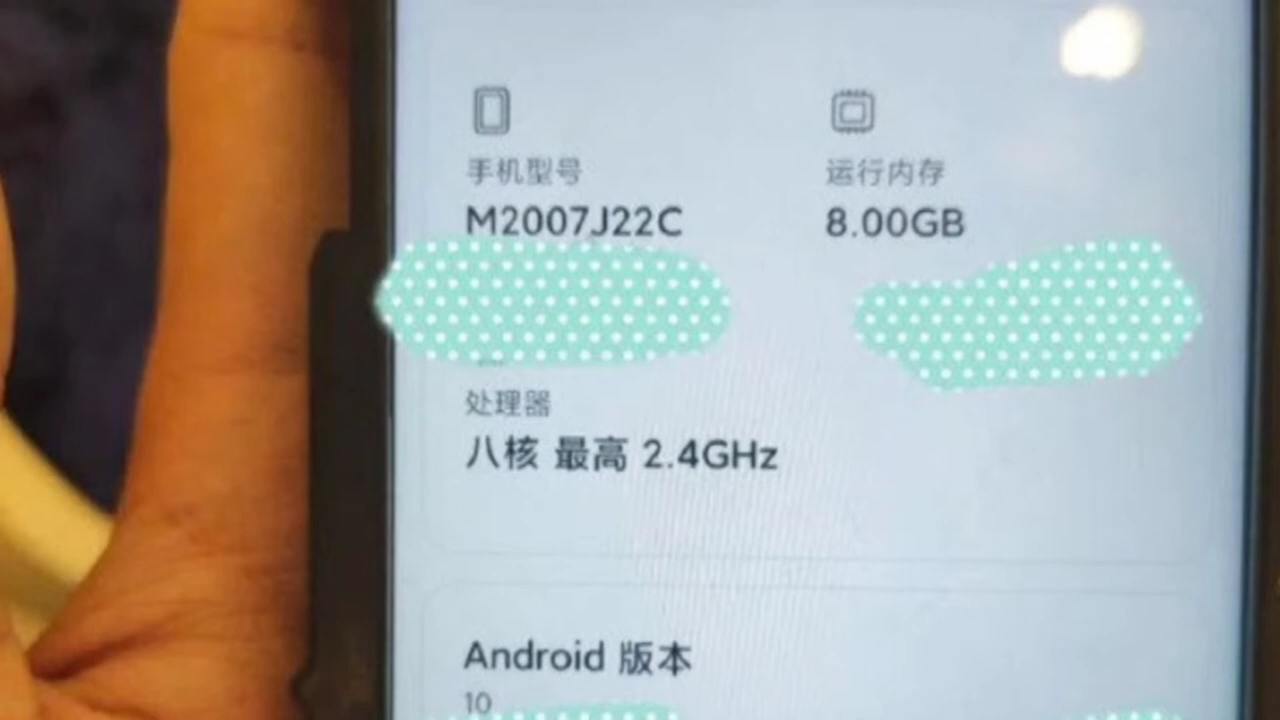 手机型号
M2007J22C
运行内存
8.00GB
处理器
八核 最高 2.4GHz
Android 版本
10